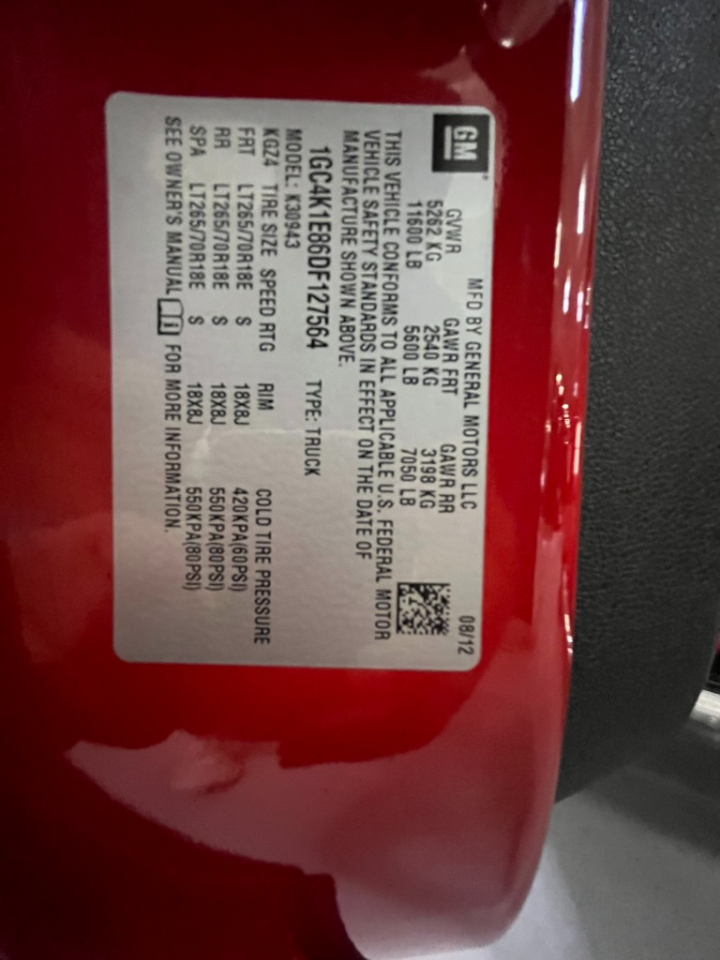 GM
MFD BY GENERAL MOTORS LLC 08/12
GVWR GAWR FRT GAWR RR
5262 KG 2540 KG 3198 KG
11600 LB 5600 LB 7050 LB
THIS VEHICLE CONFORMS TO ALL APPLICABLE U.S. FEDERAL MOTOR
VEHICLE SAFETY STANDARDS IN EFFECT ON THE DATE OF
MANUFACTURE SHOWN ABOVE.
1GC4K1E86DF127564 TYPE: TRUCK
MODEL: K30943
KGZ4 TIRE SIZE SPEED RTG RIM COLD TIRE PRESSURE
FRT LT265/70R18E S 18X8J 420KPA(60PSI)
RR LT265/70R18E S 18X8J 550KPA(80PSI)
SPA LT265/70R18E S 18X8J 550KPA(80PSI)
SEE OWNER'S MANUAL FOR MORE INFORMATION.